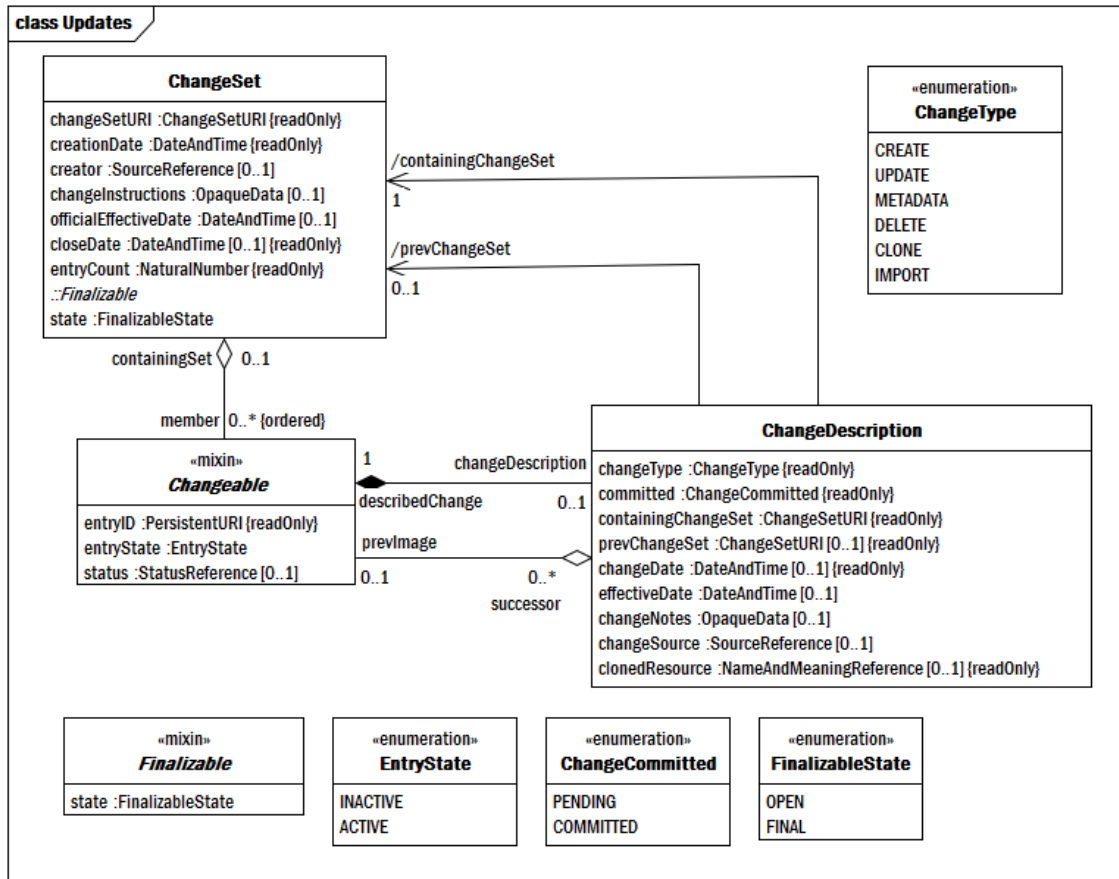 class Updates
ChangeSet
changeSetURI :ChangeSetURI {readOnly}
creationDate :DateAndTime {readOnly}
creator :SourceReference [0..1]
changeInstructions :OpaqueData [0..1]
officialEffectiveDate :DateAndTime [0..1]
closeDate :DateAndTime [0..1] {readOnly}
entryCount :NaturalNumber {readOnly}
::Finalizable
state :FinalizableState
«enumeration»
ChangeType
CREATE
UPDATE
METADATA
DELETE
CLONE
IMPORT
/containingChangeSet
1
/prevChangeSet
0..1
containingSet
0..1
member
0..* {ordered}
«mixin»
Changeable
entryID :PersistentURI {readOnly}
entryState :EntryState
status :StatusReference [0..1]
1
changeDescription
describedChange
0..1
prevImage
0..1
0..*
successor
ChangeDescription
changeType :ChangeType {readOnly}
committed :ChangeCommitted {readOnly}
containingChangeSet :ChangeSetURI {readOnly}
prevChangeSet :ChangeSetURI [0..1] {readOnly}
changeDate :DateAndTime [0..1] {readOnly}
effectiveDate :DateAndTime [0..1]
changeNotes :OpaqueData [0..1]
changeSource :SourceReference [0..1]
clonedResource :NameAndMeaningReference [0..1] {readOnly}
«mixin»
Finalizable
state :FinalizableState
«enumeration»
EntryState
INACTIVE
ACTIVE
«enumeration»
ChangeCommitted
PENDING
COMMITTED
«enumeration»
FinalizableState
OPEN
FINAL